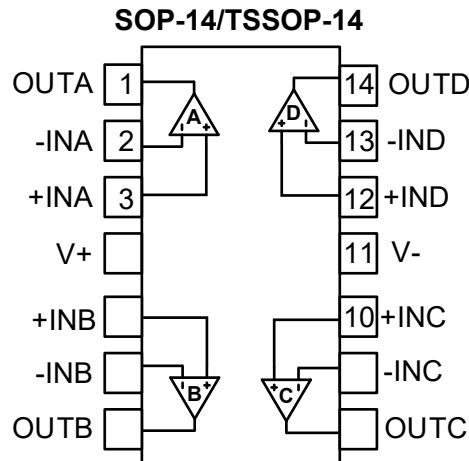 SOP-14/TSSOP-14
OUTA 1 14 OUTD
A D
-INA 2 13 -IND
+INA 3 12 +IND
V+ 11 V-
+INB 10 +INC
-INB -INC
B C
OUTB OUTC